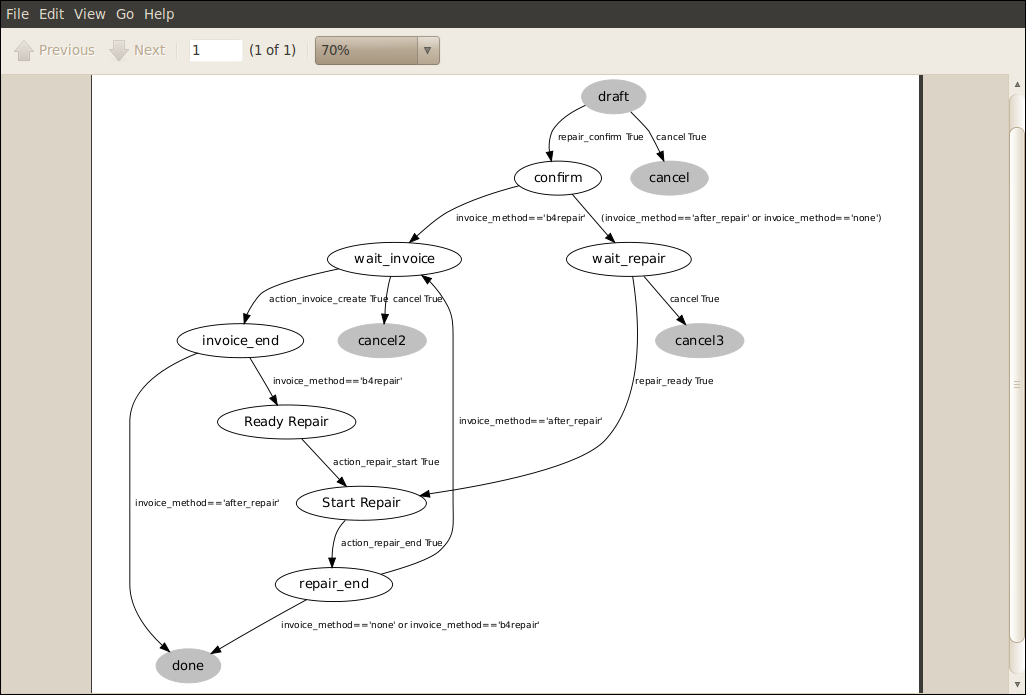 File Edit View Go Help
Previous Next 1 (1 of 1) 70%
draft
repair_confirm True cancel True
confirm cancel
invoice_method=='b4repair' (invoice_method=='after_repair' or invoice_method=='none')
wait_invoice wait_repair
action_invoice_create True cancel True cancel True
invoice_end cancel2 cancel3
invoice_method=='b4repair' repair_ready True
Ready Repair invoice_method=='after_repair'
action_repair_start True
invoice_method=='after_repair' Start Repair
action_repair_end True
repair_end
invoice_method=='none' or invoice_method=='b4repair'
done